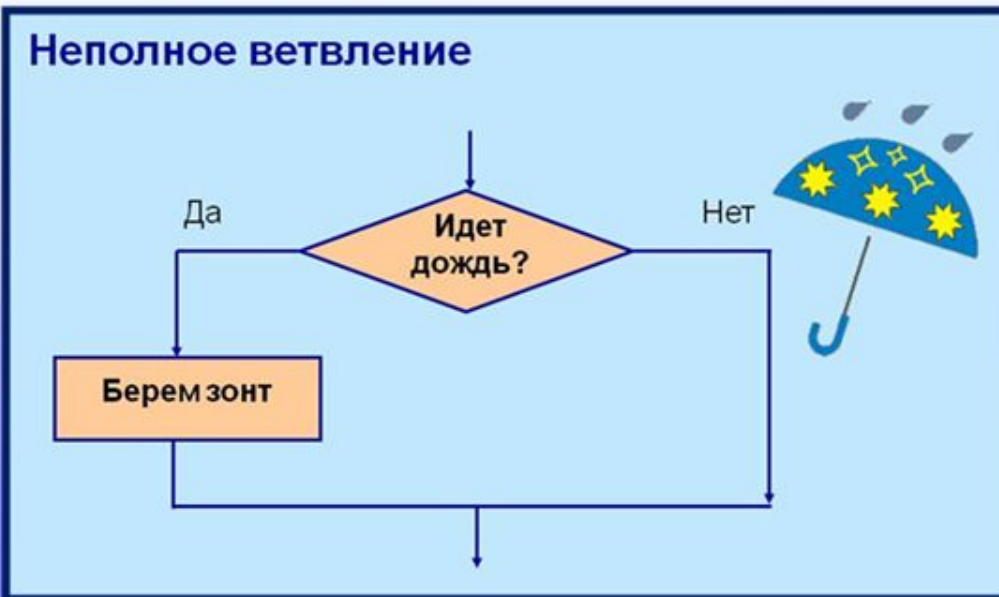 Неполное ветвление
Да
Идет
дождь?
Нет
Берем зонт